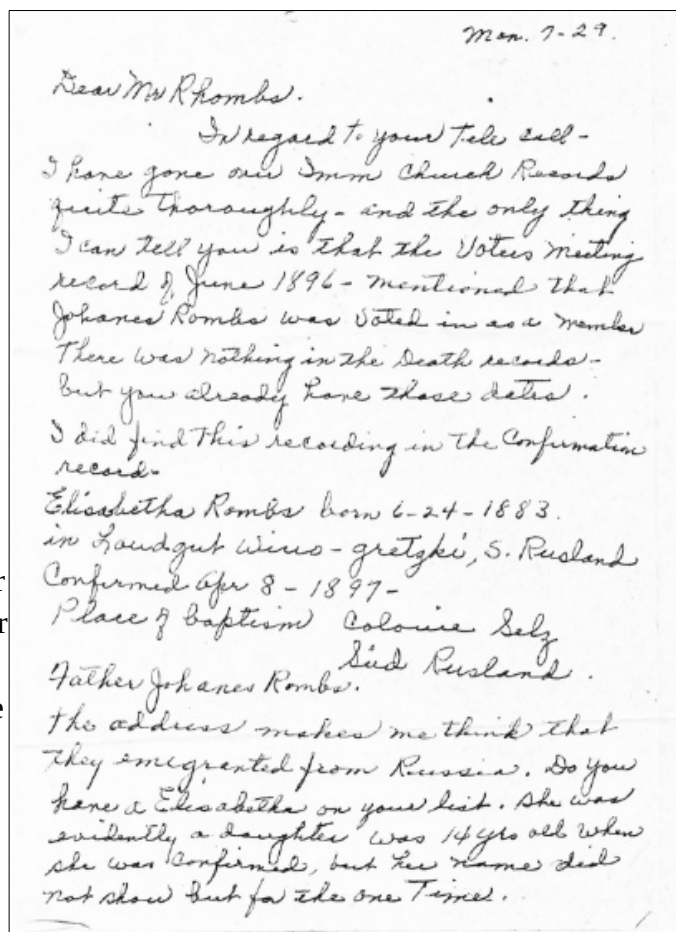 Mon. 7-29.
Dear Mr Rhombs.
In regard to your Tele call-
I have gone over Imm Church Records
quite thoroughly - and the only thing
I can tell you is that the Voters Meeting
record of June 1896 - mentioned that
Johanes Rombs was voted in as a member
There was nothing in the Death records -
but you already have those dates.
I did find this recording in the Confirmation
record -
Elisabetha Rombs born 6-24-1883.
in Landgut Wino-gretzki, S. Rusland
Confirmed Apr 8 - 1897 -
Place of baptism Colonie Selz
Süd Rusland.
Father Johanes Rombs.
the address makes me think that
they emigrated from Russia. Do you
have a Elisabetha on your list. She was
evidently a daughter was 14 yrs old when
she was confirmed, but her name did
not show but for the one Time.
r
r
e